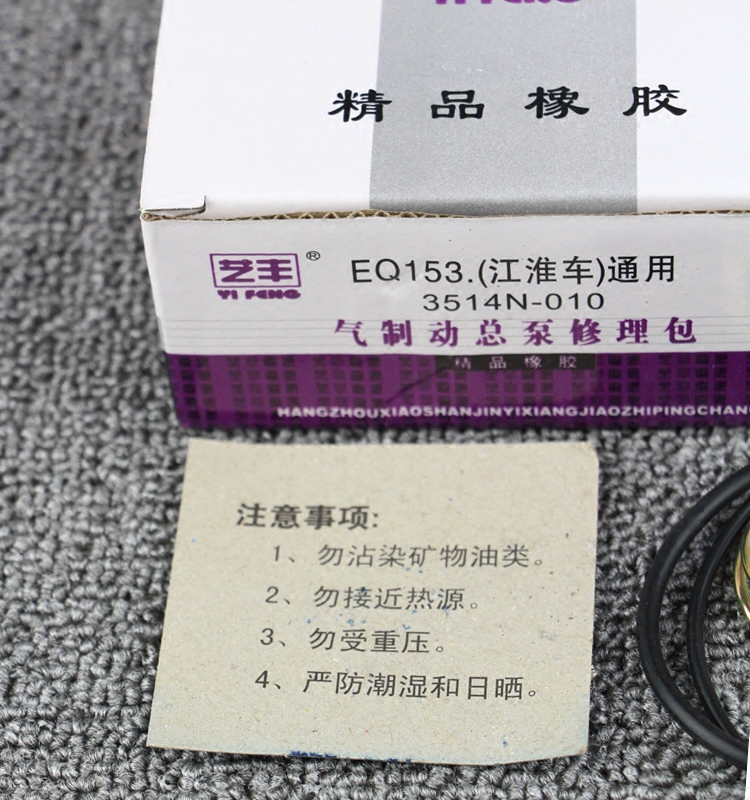 精品橡胶
艺丰®
YI FENG
EQ153.(江淮车)通用
3514N-010
气制动总泵修理包
精品橡胶
HANGZHOUXIAOSHANJINYIXIANGJIAOZHIPINGCHAN
注意事项:
1、勿沾染矿物油类。
2、勿接近热源。
3、勿受重压。
4、严防潮湿和日晒。